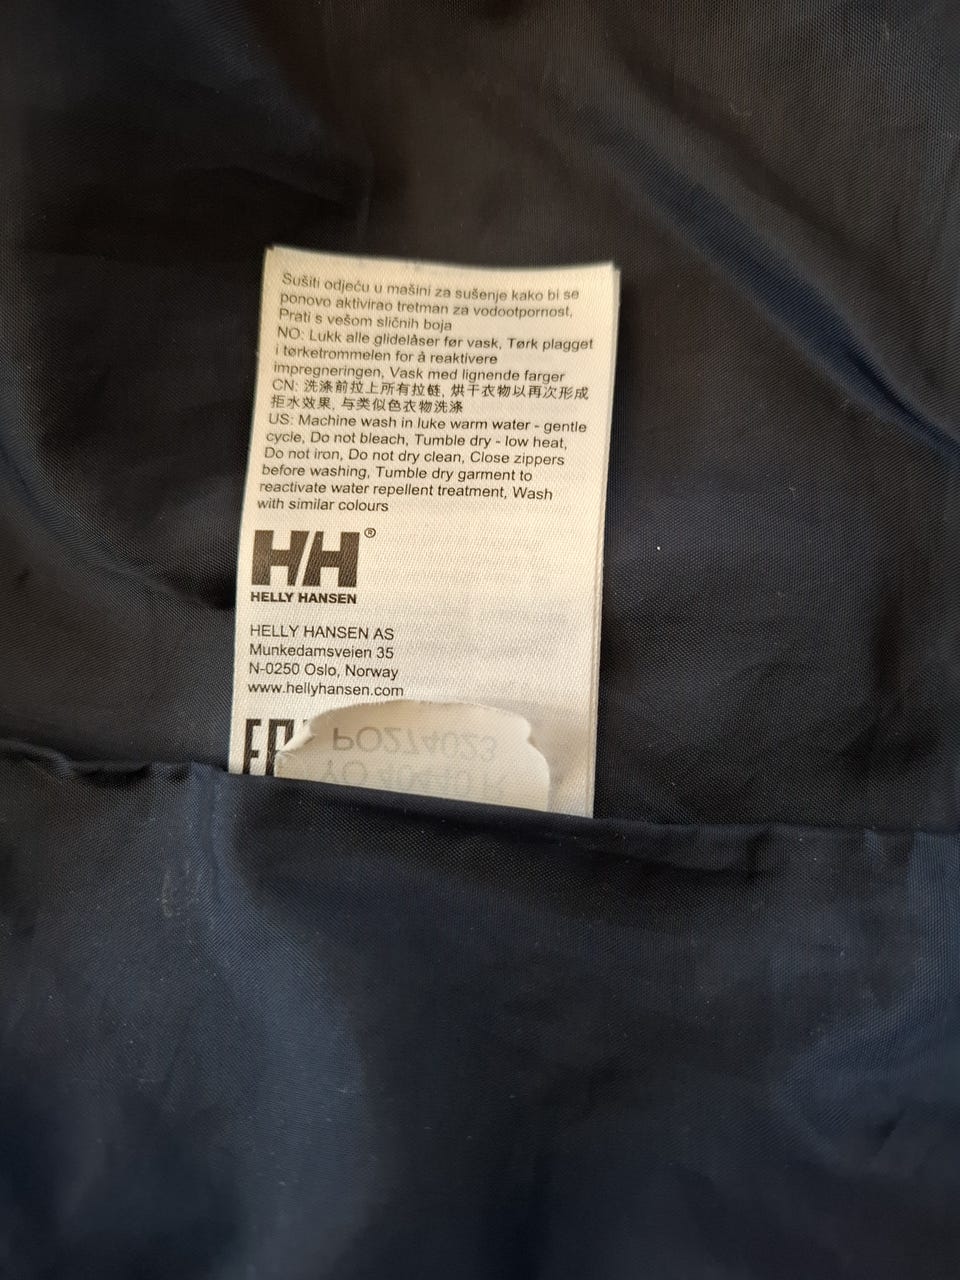 Sušiti odjeću u mašini za sušenje kako bi se
ponovo aktivirao tretman za vodootpornost,
Prati s vešom sličnih boja
NO: Lukk alle glidelåser før vask, Tørk plagget
i tørketrommelen for å reaktivere
impregneringen, Vask med lignende farger
CN: 洗涤前拉上所有拉链, 烘干衣物以再次形成
拒水效果, 与类似色衣物洗涤
US: Machine wash in luke warm water - gentle
cycle, Do not bleach, Tumble dry - low heat,
Do not iron, Do not dry clean, Close zippers
before washing, Tumble dry garment to
reactivate water repellent treatment, Wash
with similar colours
HH®
HELLY HANSEN
HELLY HANSEN AS
Munkedamsveien 35
N-0250 Oslo, Norway
www.hellyhansen.com
PO274023